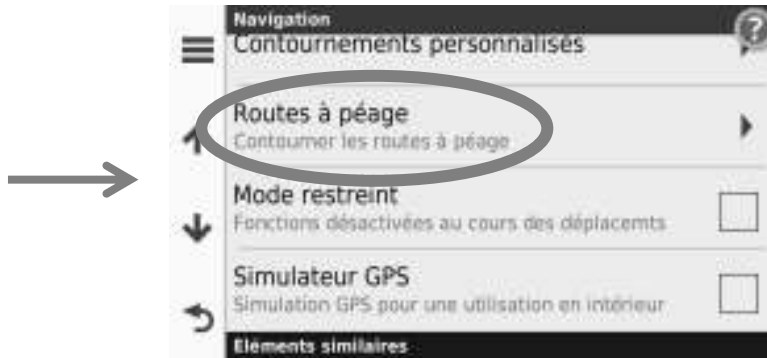 Navigation
?
Contournements personnalisés
Routes à péage
Contourner les routes à péage
Mode restreint
Fonctions désactivées au cours des déplacemts
Simulateur GPS
Simulation GPS pour une utilisation en intérieur
Eléments similaires